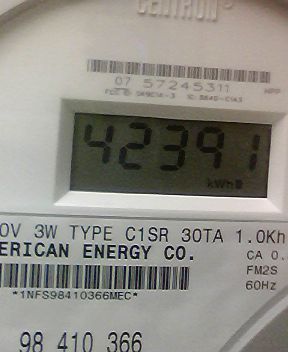 CENTRON®
07 57245311
42391
kWh
0V 3W TYPE C1SR 30TA 1.0Kh
ERICAN ENERGY CO.
CA 0.
FM2S
*1NFS98410366MEC*
60Hz
98 410 366